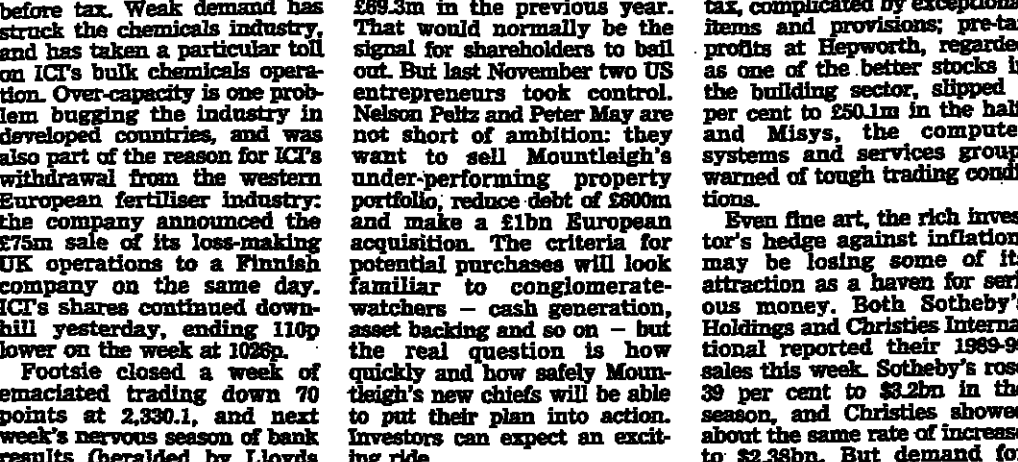 before tax. Weak demand has
struck the chemicals industry,
and has taken a particular toll
on ICI's bulk chemicals opera-
tion. Over-capacity is one prob-
lem bugging the industry in
developed countries, and was
also part of the reason for ICI's
withdrawal from the western
European fertiliser industry:
the company announced the
£75m sale of its loss-making
UK operations to a Finnish
company on the same day.
ICI's shares continued down-
hill yesterday, ending 110p
lower on the week at 1026p.
Footsie closed a week of
emaciated trading down 70
points at 2,330.1, and next
week's nervous season of bank
results (heralded by Lloyds
£69.3m in the previous year.
That would normally be the
signal for shareholders to bail
out. But last November two US
entrepreneurs took control.
Nelson Peltz and Peter May are
not short of ambition: they
want to sell Mountleigh's
under-performing property
portfolio, reduce debt of £600m
and make a £1bn European
acquisition. The criteria for
potential purchases will look
familiar to conglomerate-
watchers — cash generation,
asset backing and so on — but
the real question is how
quickly and how safely Moun-
tleigh's new chiefs will be able
to put their plan into action.
Investors can expect an excit-
ing ride.
tax, complicated by exceptiona
items and provisions; pre-ta
profits at Hepworth, regarde
as one of the better stocks i
the building sector, slipped
per cent to £50.1m in the half
and Misys, the compute
systems and services group
warned of tough trading condi
tions.
Even fine art, the rich inves
tor's hedge against inflation
may be losing some of it
attraction as a haven for seri
ous money. Both Sotheby's
Holdings and Christies Interna
tional reported their 1989-9
sales this week. Sotheby's rose
39 per cent to $3.2bn in the
season, and Christies showed
about the same rate of increase
to $2.38bn. But demand for